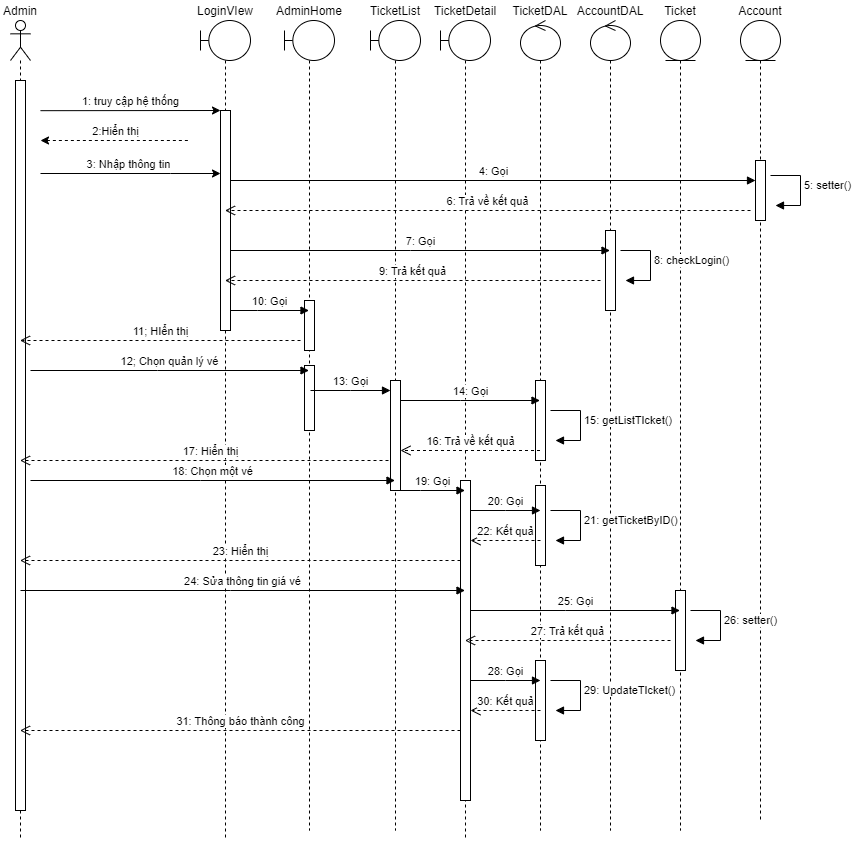 Admin
LoginVIew
AdminHome
TicketList
TicketDetail
TicketDAL
AccountDAL
Ticket
Account
1: truy cập hệ thống
2:Hiển thị
3: Nhập thông tin
4: Gọi
5: setter()
6: Trả về kết quả
7: Gọi
8: checkLogin()
9: Trả kết quả
10: Gọi
11; HIển thị
12; Chọn quản lý vé
13: Gọi
14: Gọi
15: getListTIcket()
16: Trả về kết quả
17: Hiển thị
18: Chọn một vé
19: Gọi
20: Gọi
21: getTicketByID()
22: Kết quả
23: Hiển thị
24: Sửa thông tin giá vé
25: Gọi
26: setter()
27: Trả kết quả
28: Gọi
29: UpdateTIcket()
30: Kết quả
31: Thông báo thành công